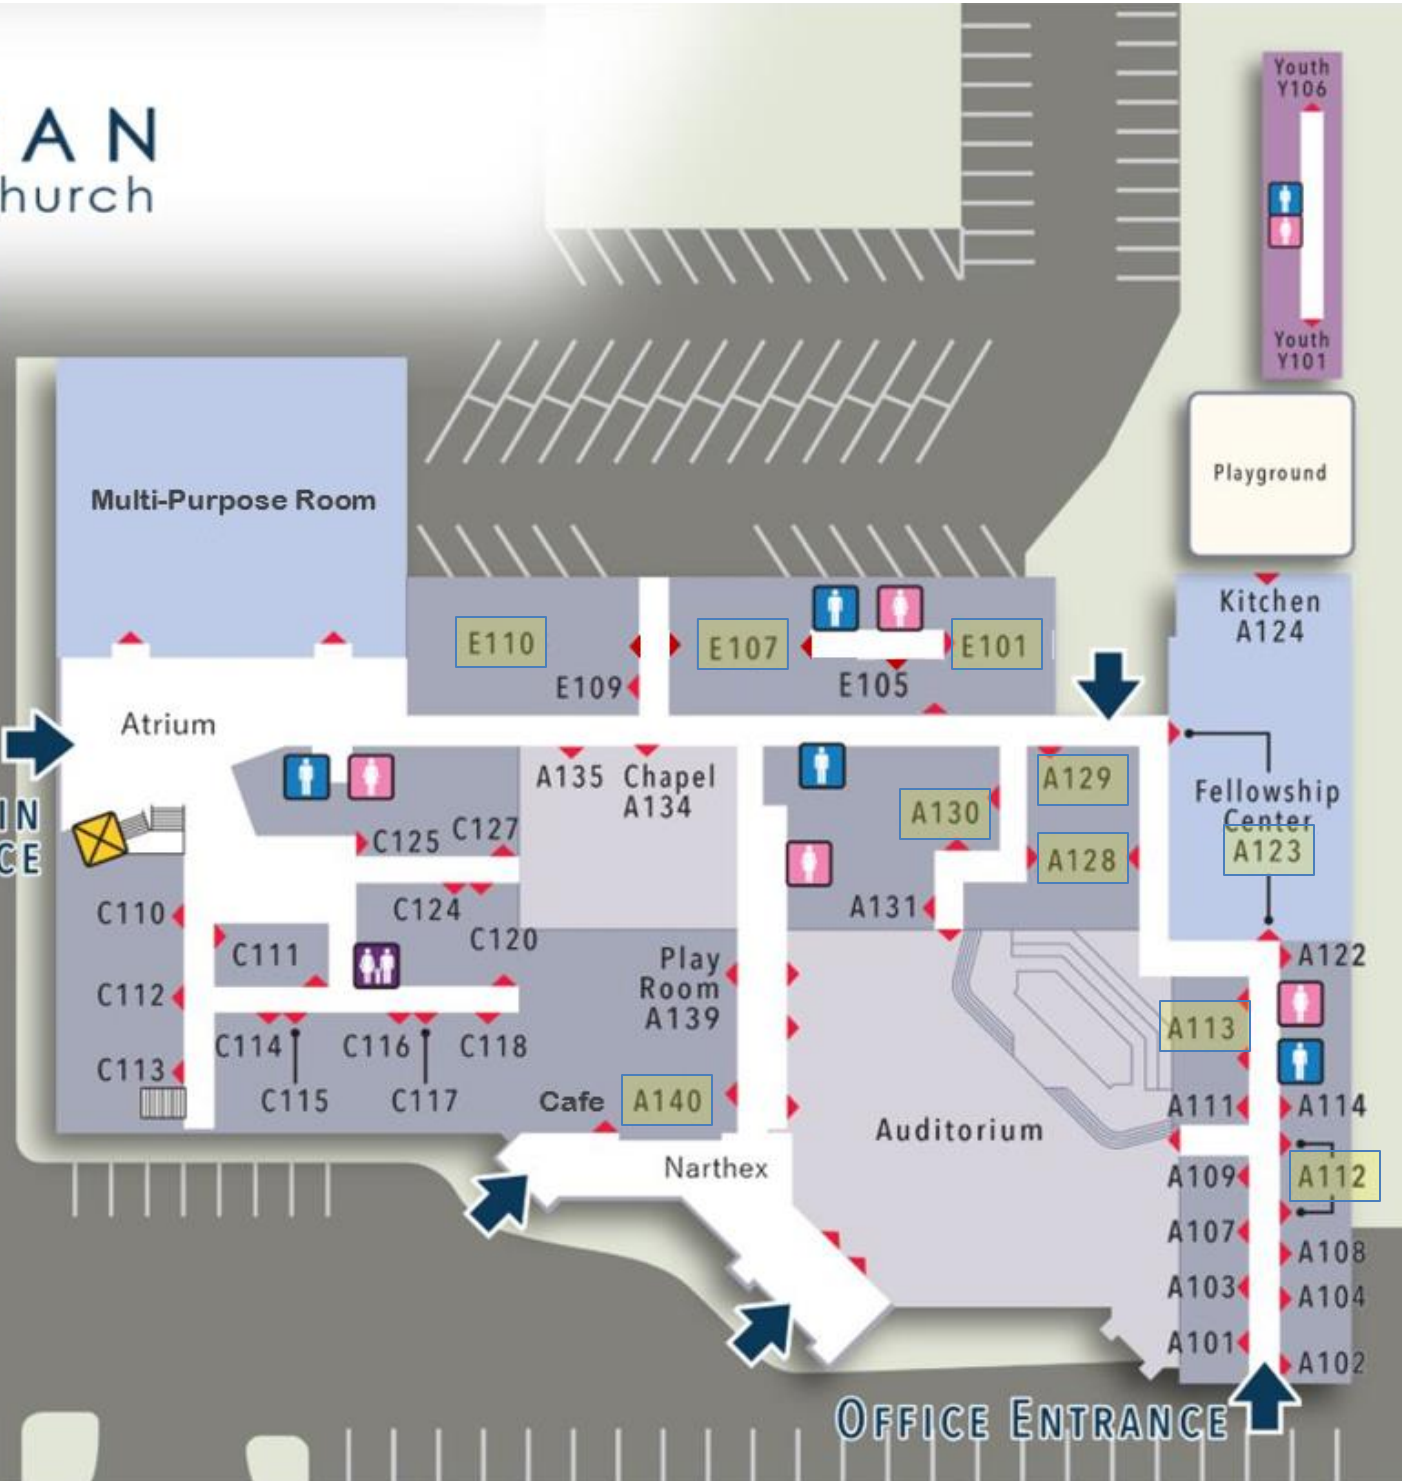 AN
hurch
Youth
Y106
Youth
Y101
Playground
Multi-Purpose Room
Kitchen
A124
E110
E107
E101
E109
E105
Atrium
IN
CE
A135
Chapel
A134
A129
A130
A128
A131
Fellowship
Center
A123
C125
C127
C110
C124
C120
C111
C112
C113
C114
C116
C118
C115
C117
Play
Room
A139
Cafe
A140
Narthex
Auditorium
A122
A113
A111
A114
A109
A112
A107
A108
A103
A104
A101
A102
OFFICE ENTRANCE